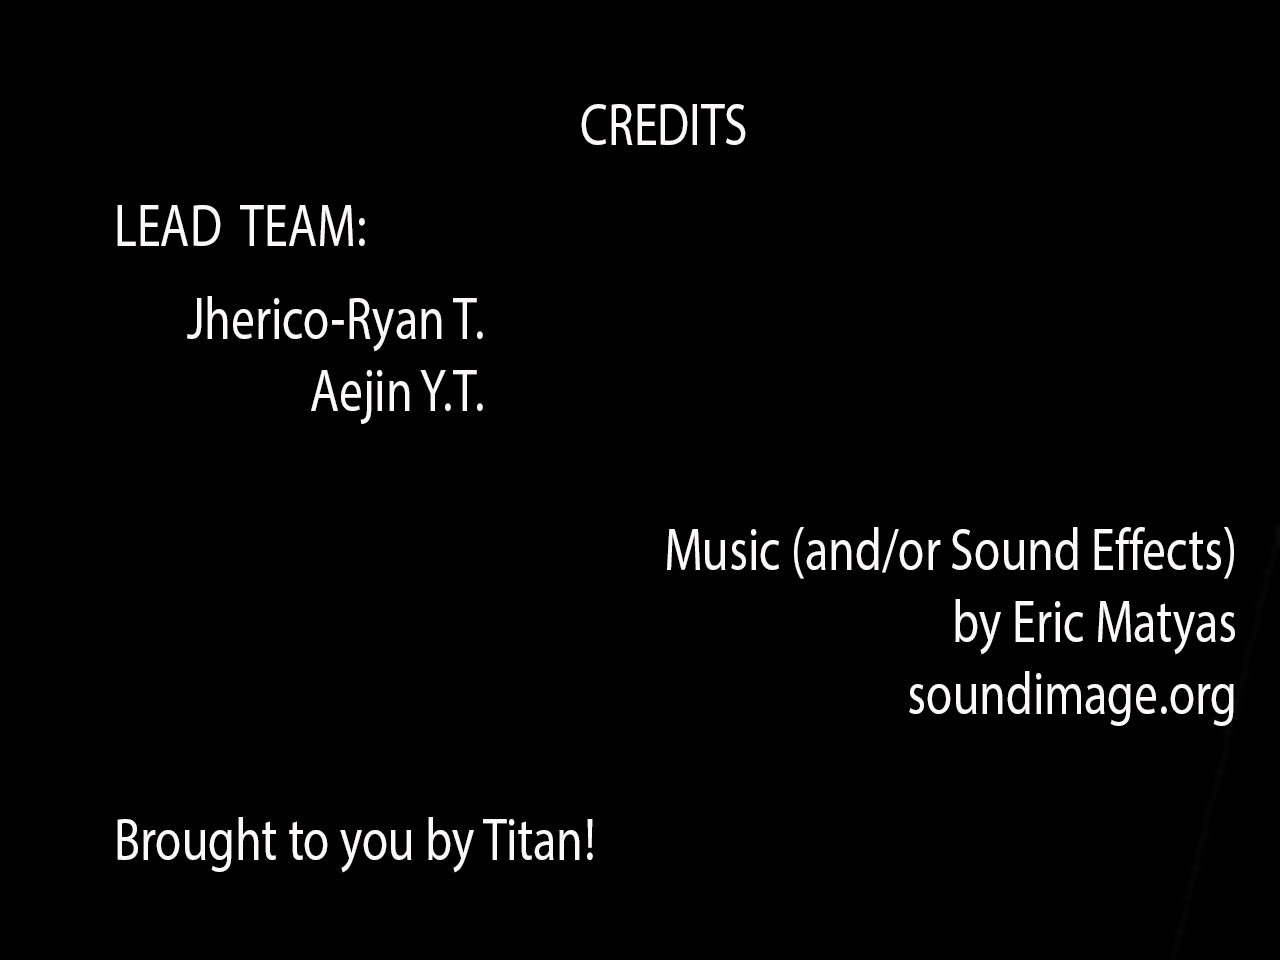 CREDITS
LEAD TEAM:
Jherico-Ryan T.
Aejin Y.T.
Music (and/or Sound Effects)
by Eric Matyas
soundimage.org
Brought to you by Titan!